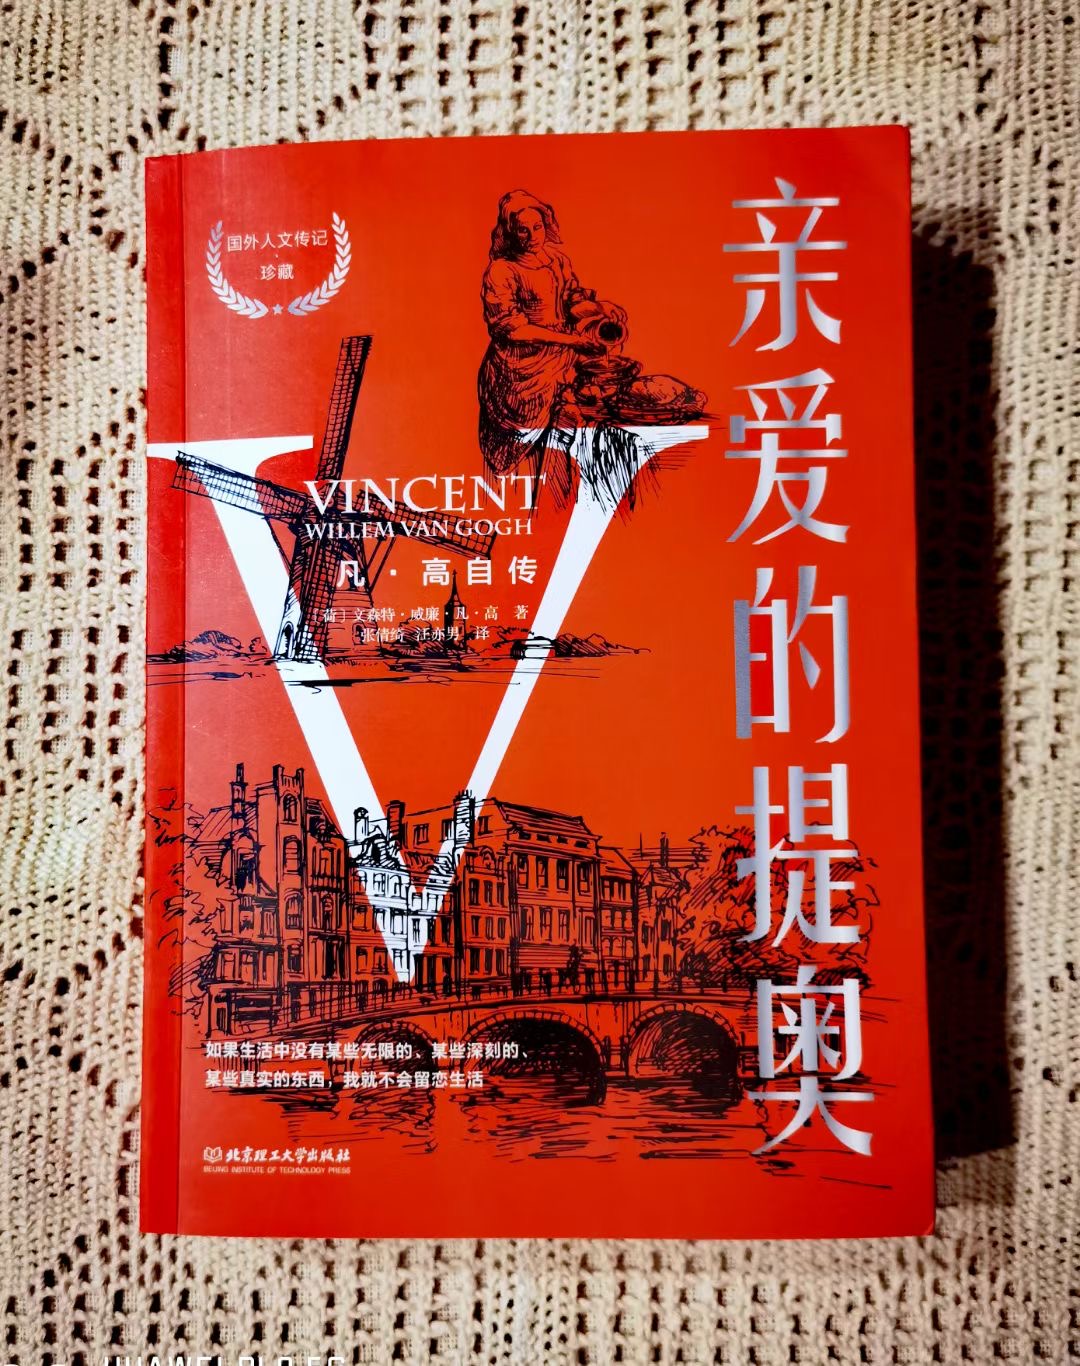 国外人文传记
·
珍藏
亲爱的提奥
VINCENT
WILLEM VAN GOGH
凡·高自传
〔荷〕文森特·威廉·凡·高 著
张倩绮 汪亦男 译
如果生活中没有某些无限的、某些深刻的、
某些真实的东西，我就不会留恋生活
北京理工大学出版社
BEIJING INSTITUTE OF TECHNOLOGY PRESS